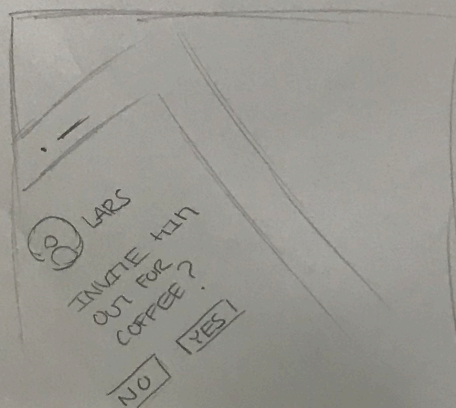 LARS
INVITE HIM
OUT FOR
COFFEE?
NO YES